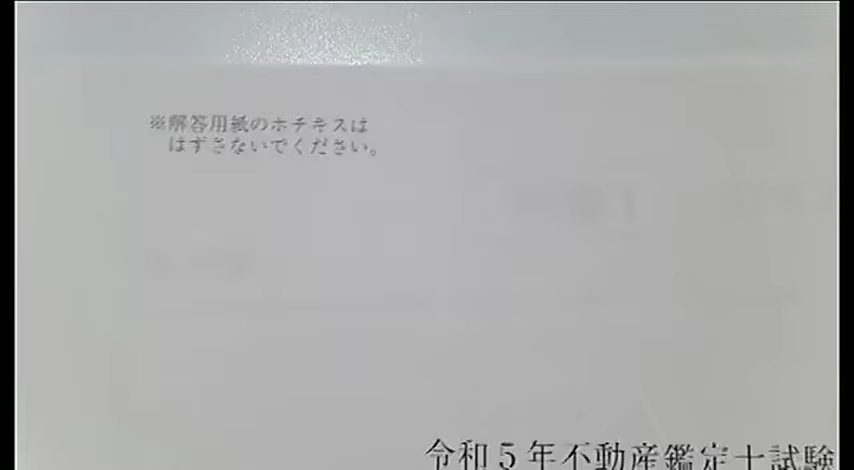 ※解答用紙のホチキスは
はずさないでください。
令和５年不動産鑑定士試験